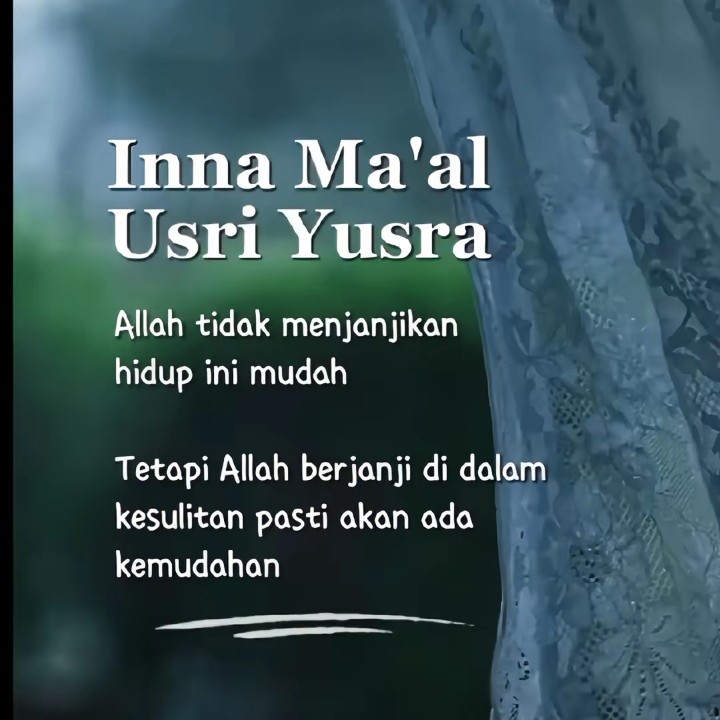 Inna Ma'al
Usri Yusra
Allah tidak menjanjikan
hidup ini mudah
Tetapi Allah berjanji di dalam
kesulitan pasti akan ada
kemudahan